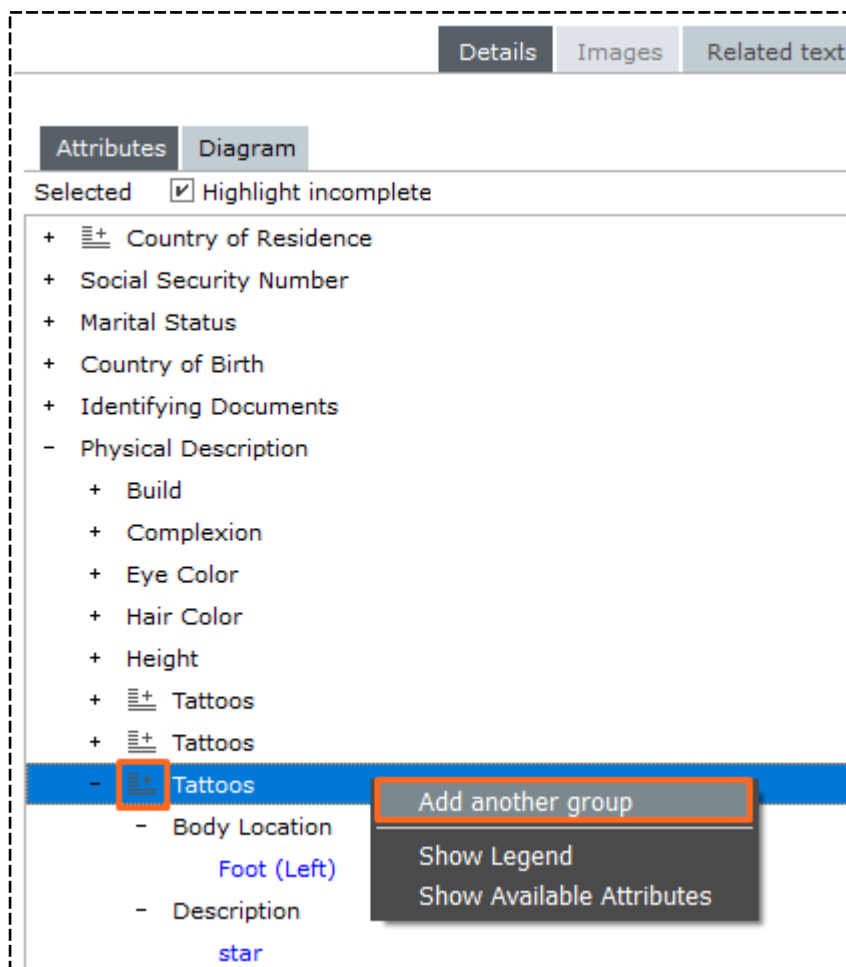 Details Images Related text
Attributes Diagram
Selected Highlight incomplete
+ Country of Residence
+ Social Security Number
+ Marital Status
+ Country of Birth
+ Identifying Documents
- Physical Description
+ Build
+ Complexion
+ Eye Color
+ Hair Color
+ Height
+ Tattoos
+ Tattoos
- Tattoos
Add another group
- Body Location
Show Legend
Foot (Left)
Show Available Attributes
- Description
star